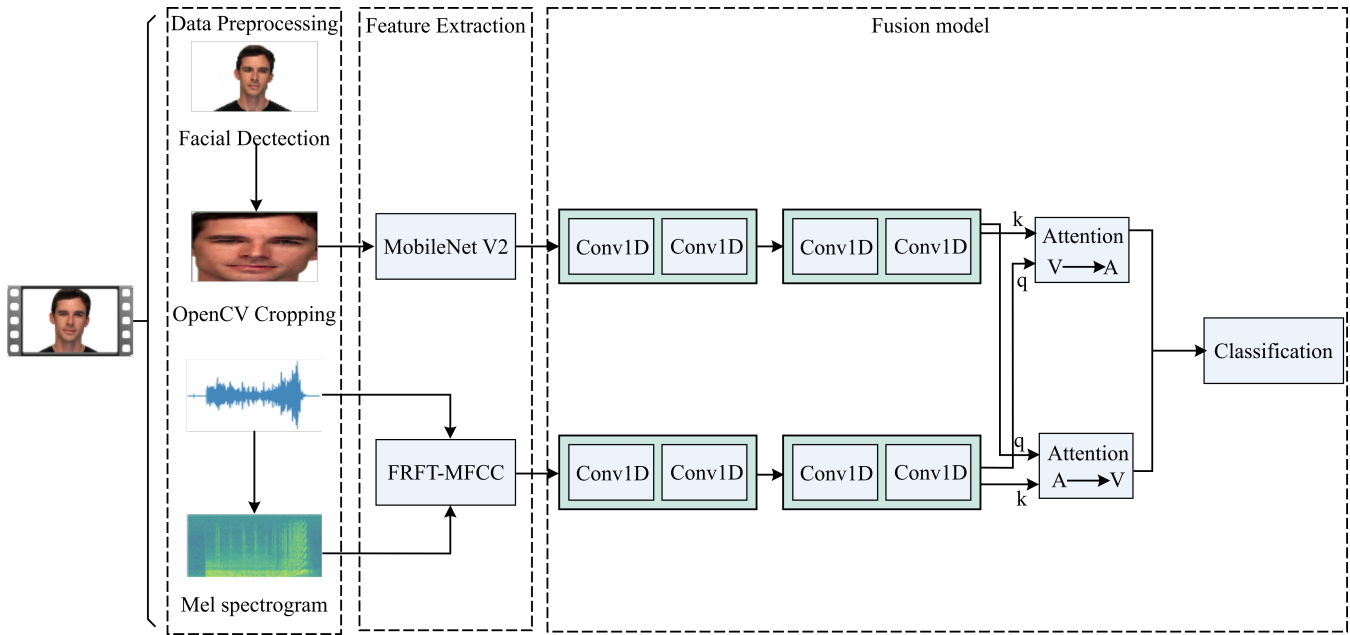 Data Preprocessing
Feature Extraction
Fusion model
Facial Dectection
OpenCV Cropping
Mel spectrogram
MobileNet V2
FRFT-MFCC
Conv1D
Conv1D
Conv1D
Conv1D
k
q
Attention
V A
Conv1D
Conv1D
Conv1D
Conv1D
q
k
Attention
A V
Classification